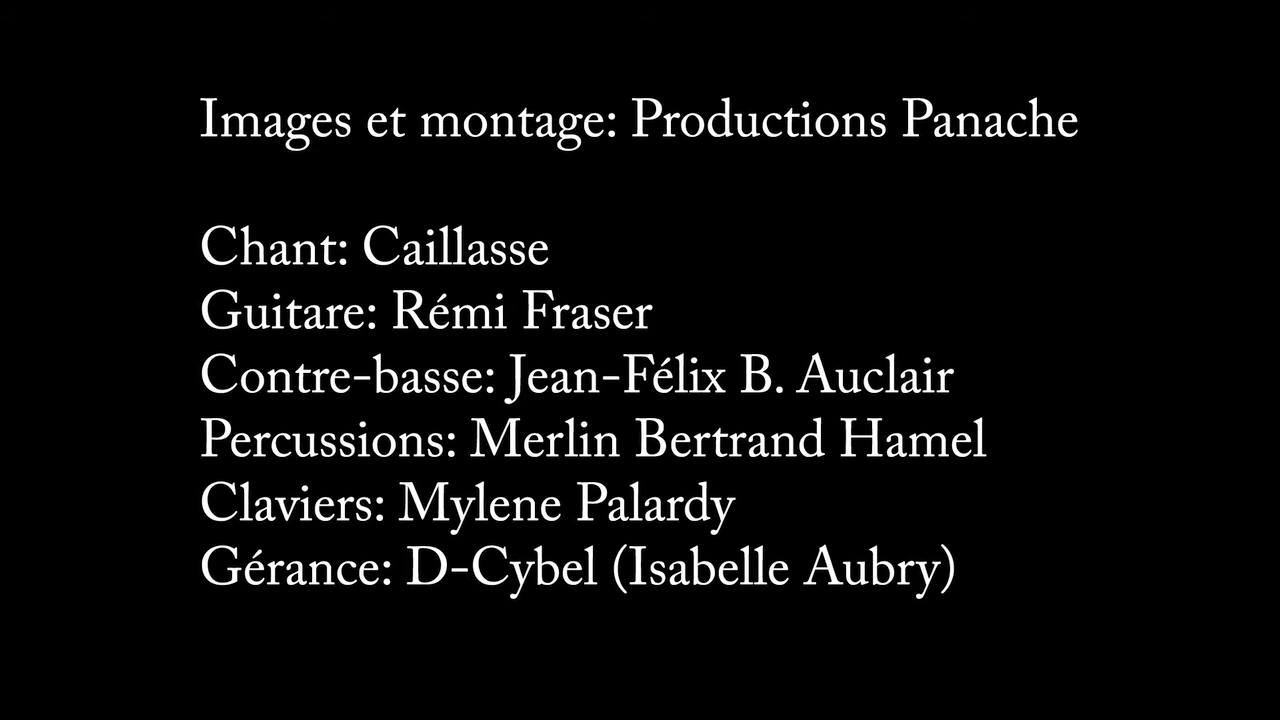 Images et montage: Productions Panache
Chant: Caillasse
Guitare: Rémi Fraser
Contre-basse: Jean-Félix B. Auclair
Percussions: Merlin Bertrand Hamel
Claviers: Mylene Palardy
Gérance: D-Cybel (Isabelle Aubry)